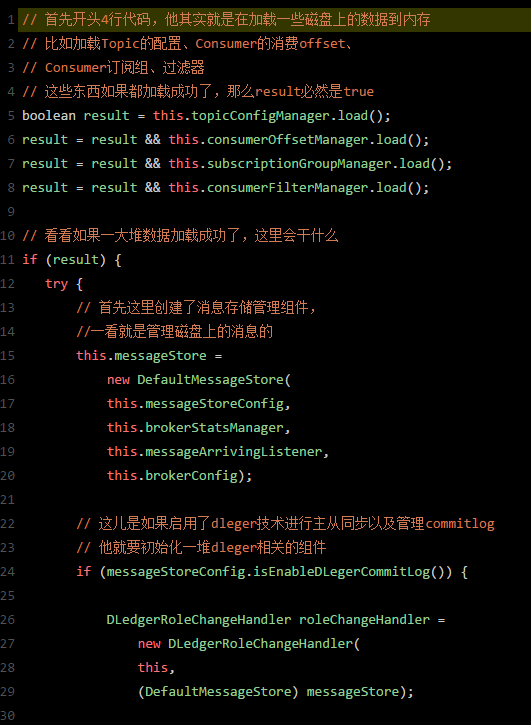 1 // 首先开头4行代码，他其实就是在加载一些磁盘上的数据到内存
2 // 比如加载Topic的配置、Consumer的消费offset、
3 // Consumer订阅组、过滤器
4 // 这些东西如果都加载成功了，那么result必然是true
5 boolean result = this.topicConfigManager.load();
6 result = result && this.consumerOffsetManager.load();
7 result = result && this.subscriptionGroupManager.load();
8 result = result && this.consumerFilterManager.load();
9
10 // 看看如果一大堆数据加载成功了，这里会干什么
11 if (result) {
12 try {
13 // 首先这里创建了消息存储管理组件，
14 //一看就是管理磁盘上的消息的
15 this.messageStore =
16 new DefaultMessageStore(
17 this.messageStoreConfig,
18 this.brokerStatsManager,
19 this.messageArrivingListener,
20 this.brokerConfig);
21
22 // 这儿是如果启用了dleger技术进行主从同步以及管理commitlog
23 // 他就要初始化一堆dleger相关的组件
24 if (messageStoreConfig.isEnableDLegerCommitLog()) {
25
26 DLedgerRoleChangeHandler roleChangeHandler =
27 new DLedgerRoleChangeHandler(
28 this,
29 (DefaultMessageStore) messageStore);
30